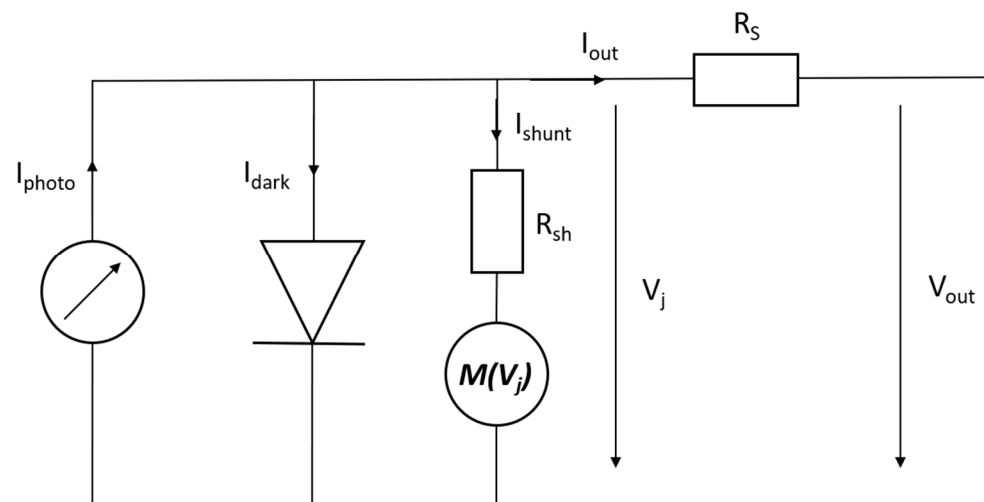 R_S
I_out
I_shunt
I_photo
I_dark
R_sh
V_j
V_out
M(V_j)